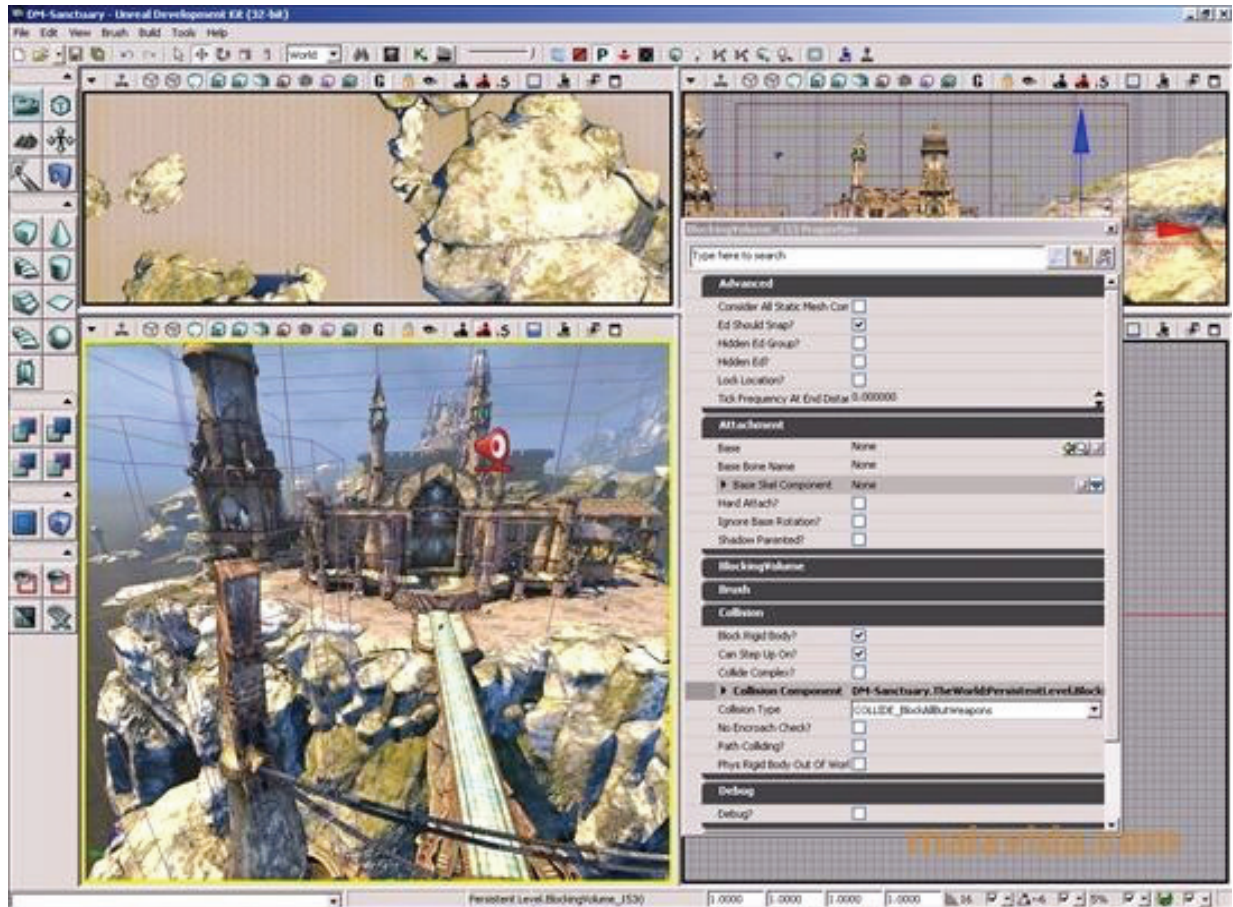 DM-Sanctuary - Unreal Development Kit (32-bit)
File Edit View Brush Build Tools Help
World
Properties
Type here to search
Advanced
Consider All Static Mesh Con
Ed Should Snap?
Hidden Ed Group?
Hidden Ed?
Lock Location?
Tick Frequency At End Distar 0.000000
Attachment
Base None
Base Bone Name None
Base Skel Component None
Hard Attach?
Ignore Base Rotation?
Shadow Parented?
BlockingVolume
Brush
Collision
Block Rigid Body?
Can Step Up On?
Collide Complex?
Collision Component DM-Sanctuary.TheWorld:PersistentLevel.Block
Collision Type COLLIDE_BlockAllButWeapons
No Encroach Check?
Path Colliding?
Phys Rigid Body Out Of Worl
Debug
Debug?
1.0000 1.0000 1.0000 1.0000 16 5%